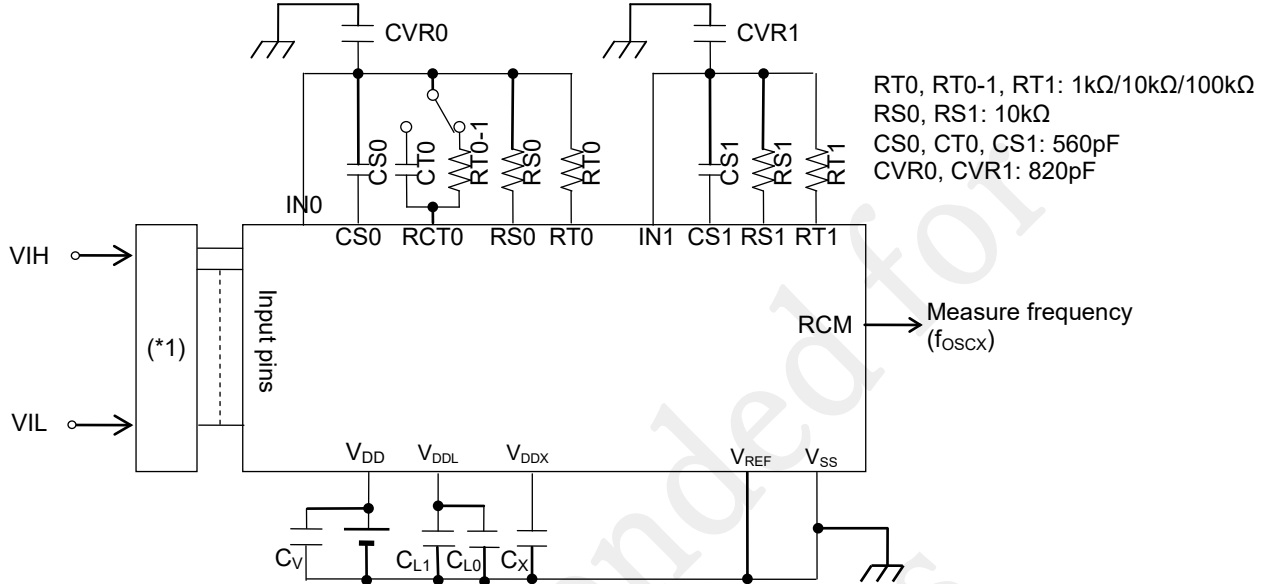 CVR0
CVR1
RT0, RT0-1, RT1: 1kΩ/10kΩ/100kΩ
RS0, RS1: 10kΩ
CS0, CT0, CS1: 560pF
CVR0, CVR1: 820pF
CS0
CT0
RT0-1
RS0
RT0
CS1
RS1
RT1
IN0
CS0
RCT0
RS0
RT0
IN1
CS1
RS1
RT1
VIH
(*1)
VIL
Input pins
RCM
Measure frequency
(fOSCX)
VDD
VDDL
VDDX
VREF
VSS
CV
CL1
CL0
CX
ended for